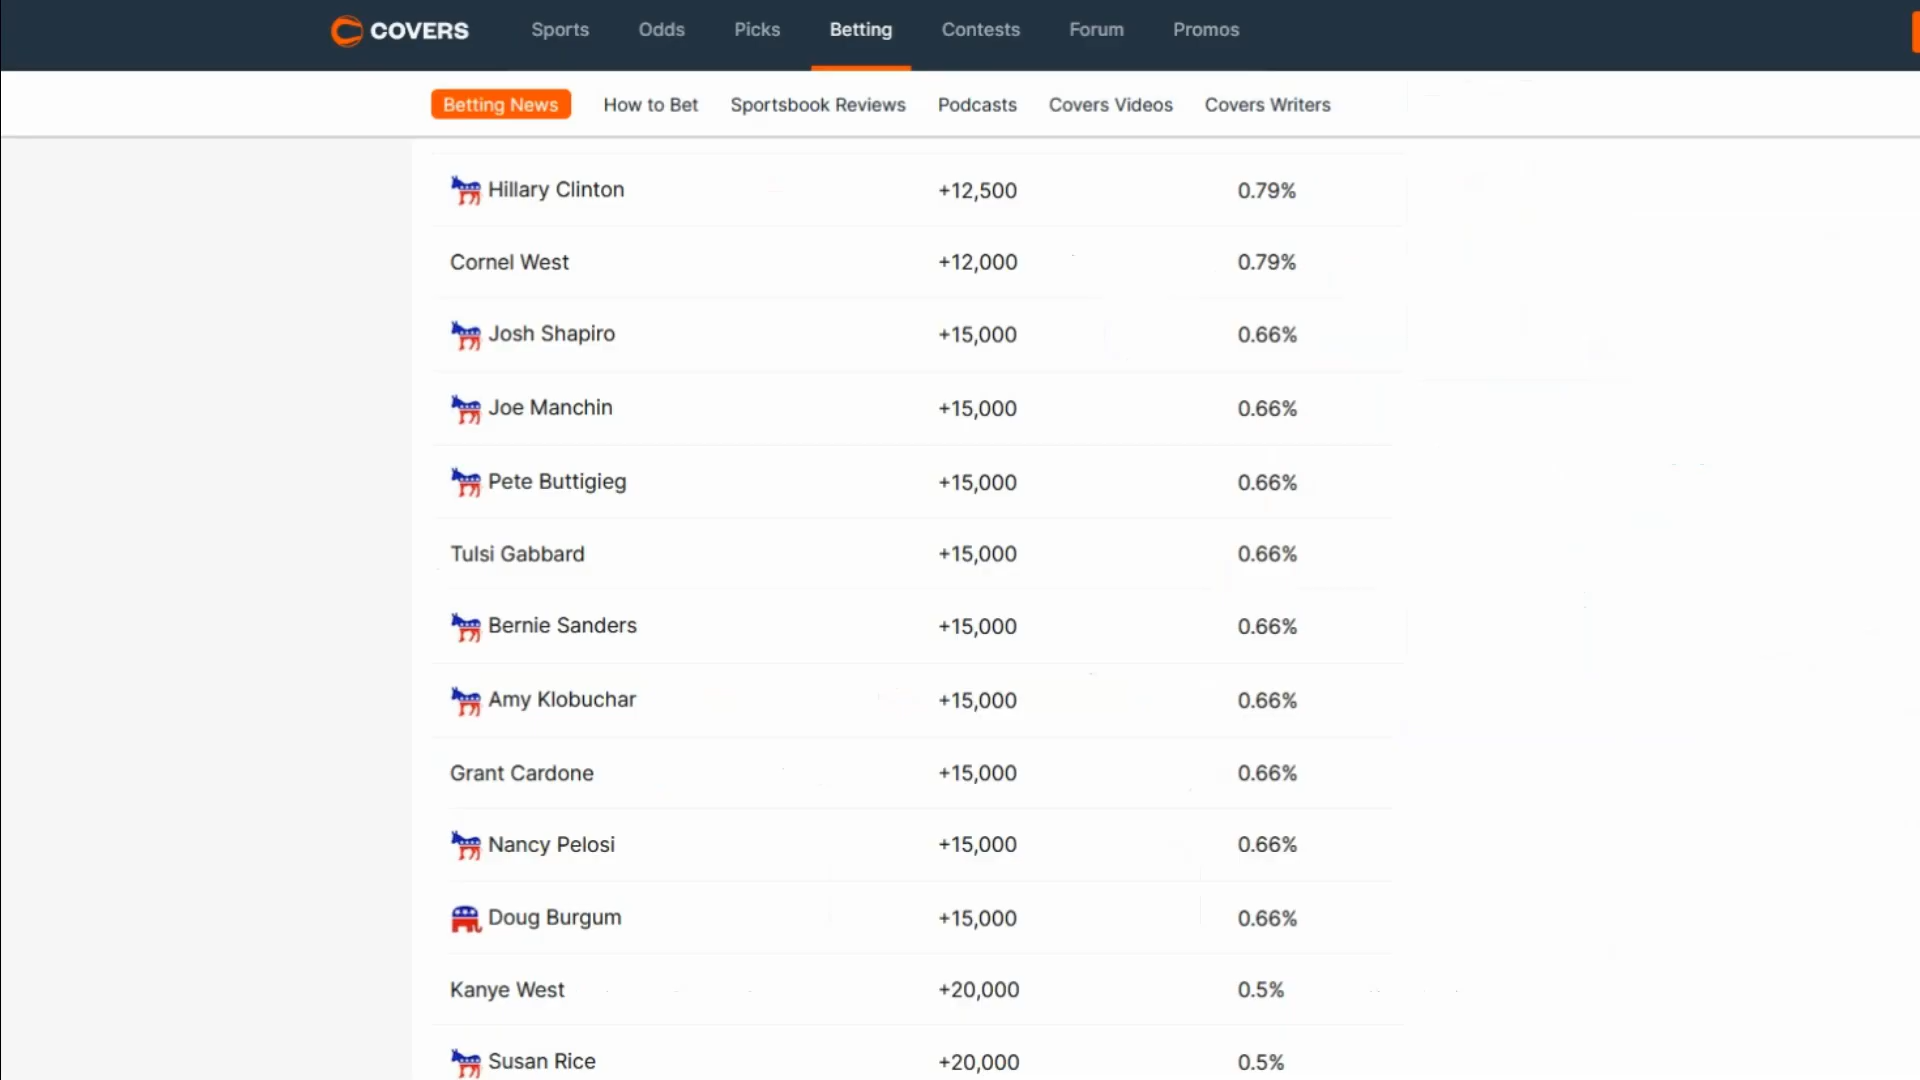 COVERS Sports Odds Picks Betting Contests Forum Promos
Betting News How to Bet Sportsbook Reviews Podcasts Covers Videos Covers Writers
Hillary Clinton +12,500 0.79%
Cornel West +12,000 0.79%
Josh Shapiro +15,000 0.66%
Joe Manchin +15,000 0.66%
Pete Buttigieg +15,000 0.66%
Tulsi Gabbard +15,000 0.66%
Bernie Sanders +15,000 0.66%
Amy Klobuchar +15,000 0.66%
Grant Cardone +15,000 0.66%
Nancy Pelosi +15,000 0.66%
Doug Burgum +15,000 0.66%
Kanye West +20,000 0.5%
Susan Rice +20,000 0.5%